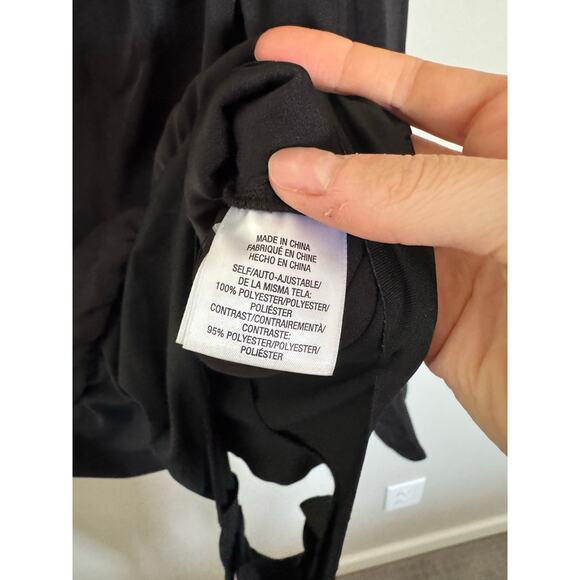 MADE IN CHINA
FABRIQUÉ EN CHINE
HECHO EN CHINA
SELF/AUTO-AJUSTABLE/
DE LA MISMA TELA:
100% POLYESTER/POLYESTER/
POLIÉSTER
CONTRAST/CONTRAIREMENTÀ/
CONTRASTE:
95% POLYESTER/POLYESTER/
POLIÉSTER